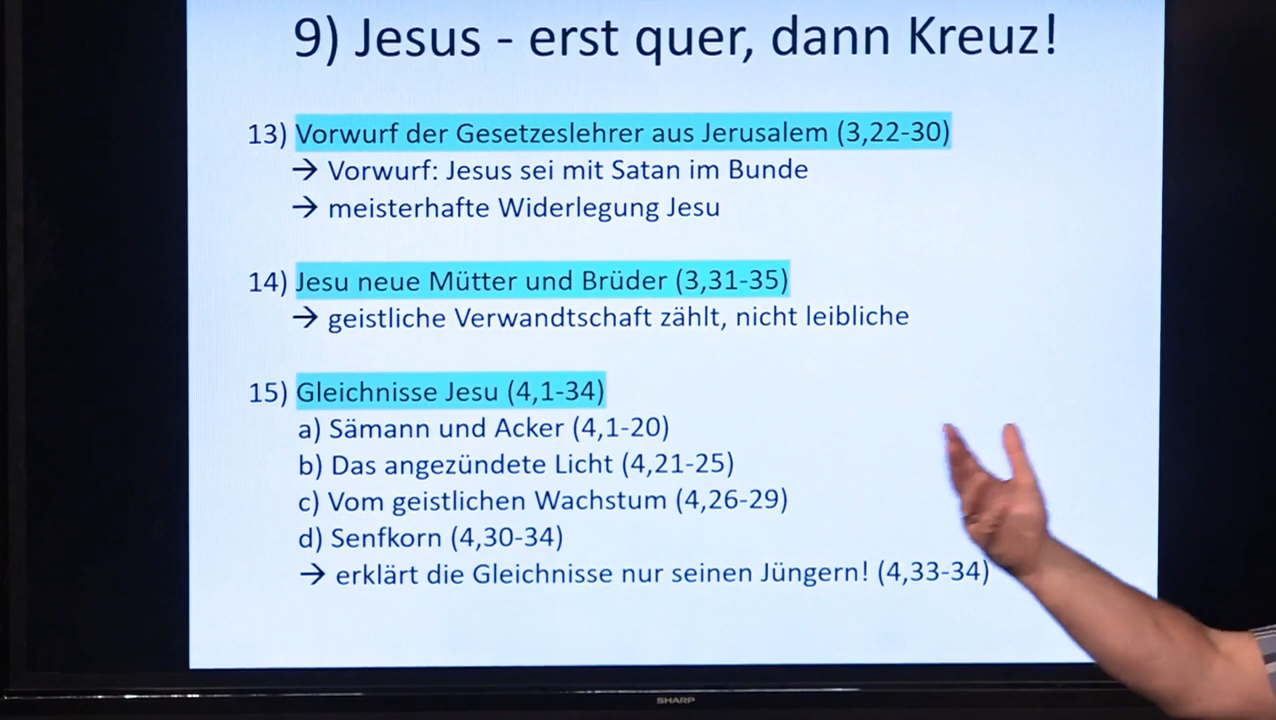 9) Jesus - erst quer, dann Kreuz!
13) Vorwurf der Gesetzeslehrer aus Jerusalem (3,22-30)
→ Vorwurf: Jesus sei mit Satan im Bunde
→ meisterhafte Widerlegung Jesu
14) Jesu neue Mütter und Brüder (3,31-35)
→ geistliche Verwandtschaft zählt, nicht leibliche
15) Gleichnisse Jesu (4,1-34)
a) Sämann und Acker (4,1-20)
b) Das angezündete Licht (4,21-25)
c) Vom geistlichen Wachstum (4,26-29)
d) Senfkorn (4,30-34)
→ erklärt die Gleichnisse nur seinen Jüngern! (4,33-34)
SHARP